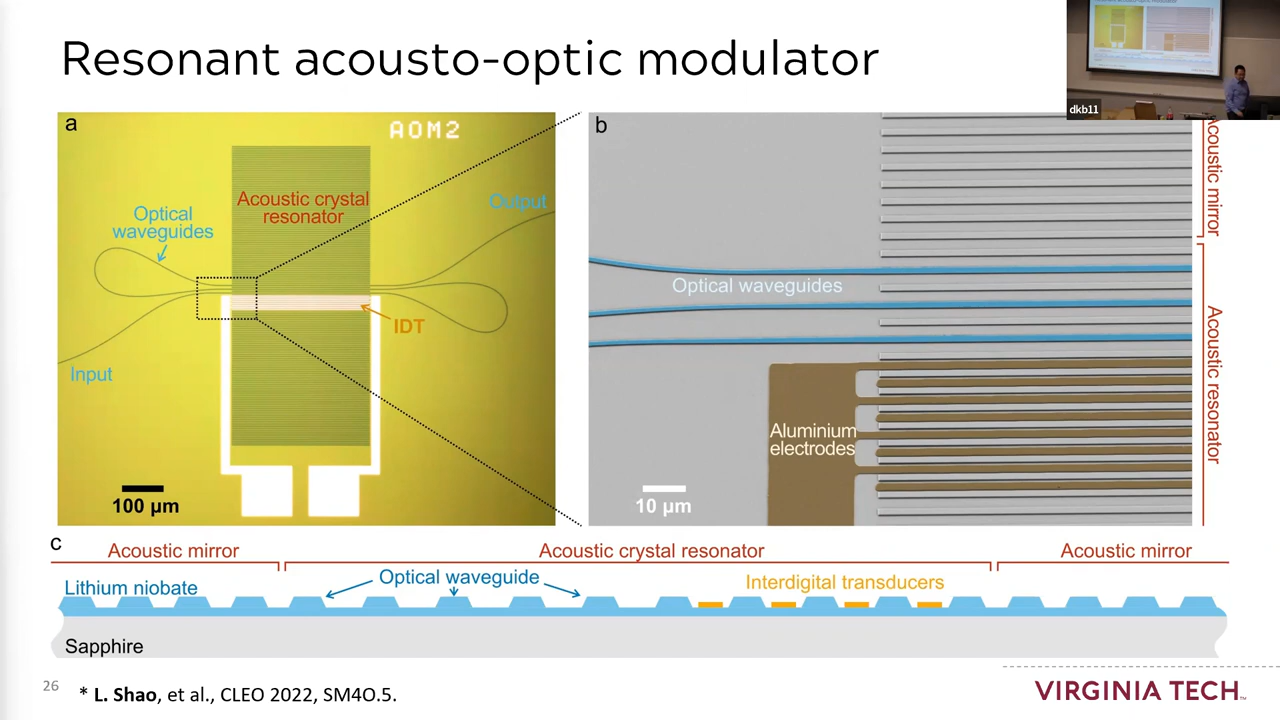 Resonant acousto-optic modulator
dkb11
a
AOM2
Acoustic crystal
resonator
Optical
waveguides
Output
IDT
Input
100 µm
b
Optical waveguides
Aluminium
electrodes
10 µm
Acoustic mirror
Acoustic resonator
c
Acoustic mirror
Acoustic crystal resonator
Acoustic mirror
Lithium niobate
Optical waveguide
Interdigital transducers
Sapphire
26
* L. Shao, et al., CLEO 2022, SM4O.5.
VIRGINIA TECH